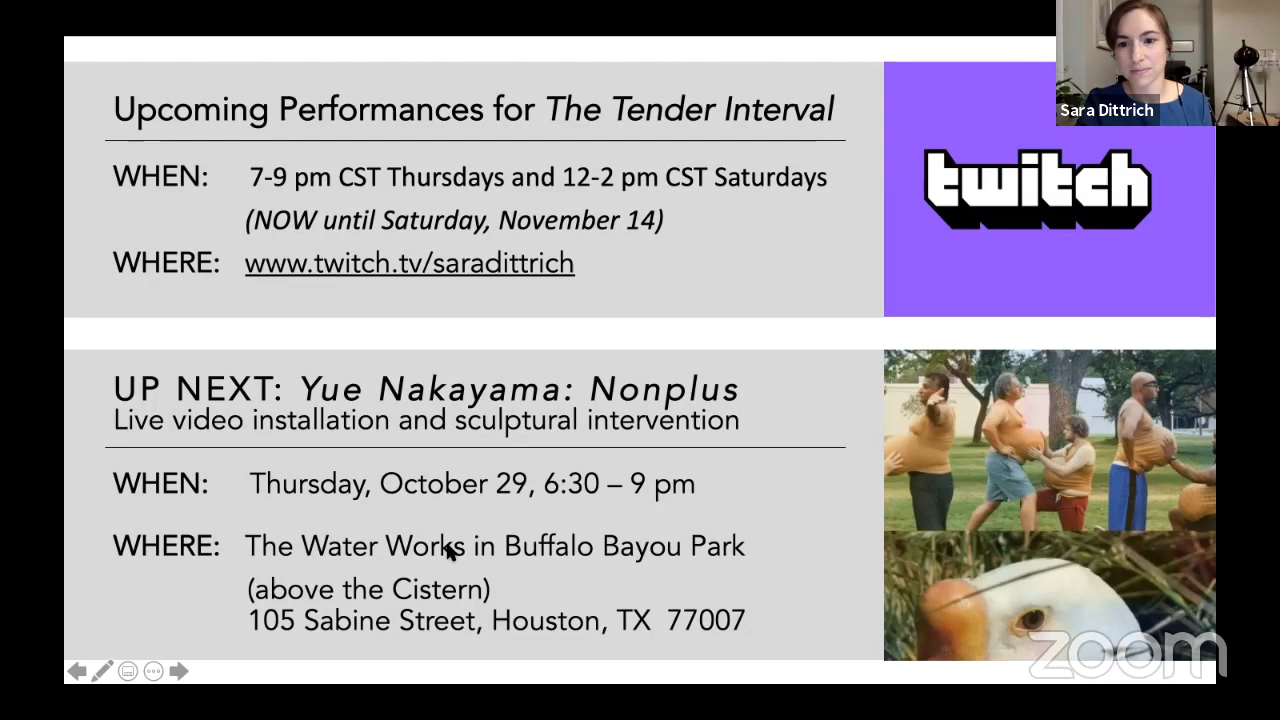 Upcoming Performances for The Tender Interval
WHEN: 7-9 pm CST Thursdays and 12-2 pm CST Saturdays
(NOW until Saturday, November 14)
WHERE: www.twitch.tv/saradittrich
twitch
Sara Dittrich
UP NEXT: Yue Nakayama: Nonplus
Live video installation and sculptural intervention
WHEN: Thursday, October 29, 6:30 – 9 pm
WHERE: The Water Works in Buffalo Bayou Park
(above the Cistern)
105 Sabine Street, Houston, TX 77007
zoom